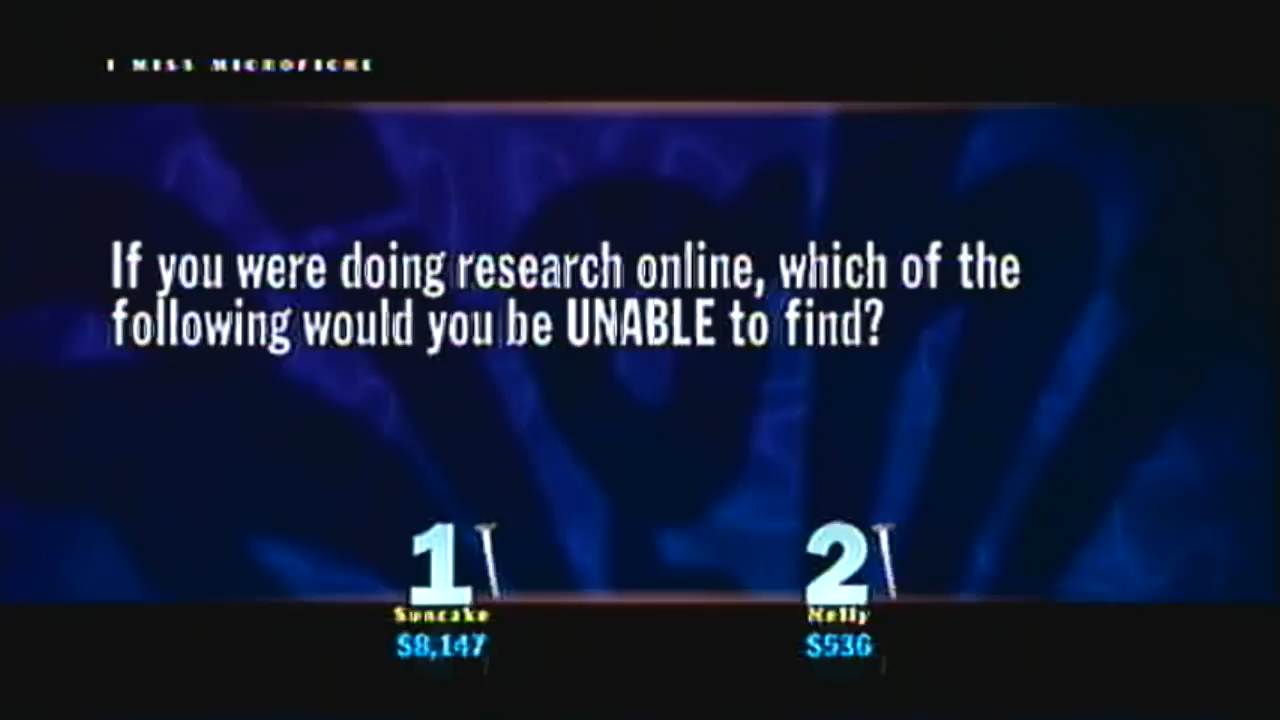 I MISS MICROFICHE
If you were doing research online, which of the
following would you be UNABLE to find?
1
2
Suncake
Nelly
$8,147
$536